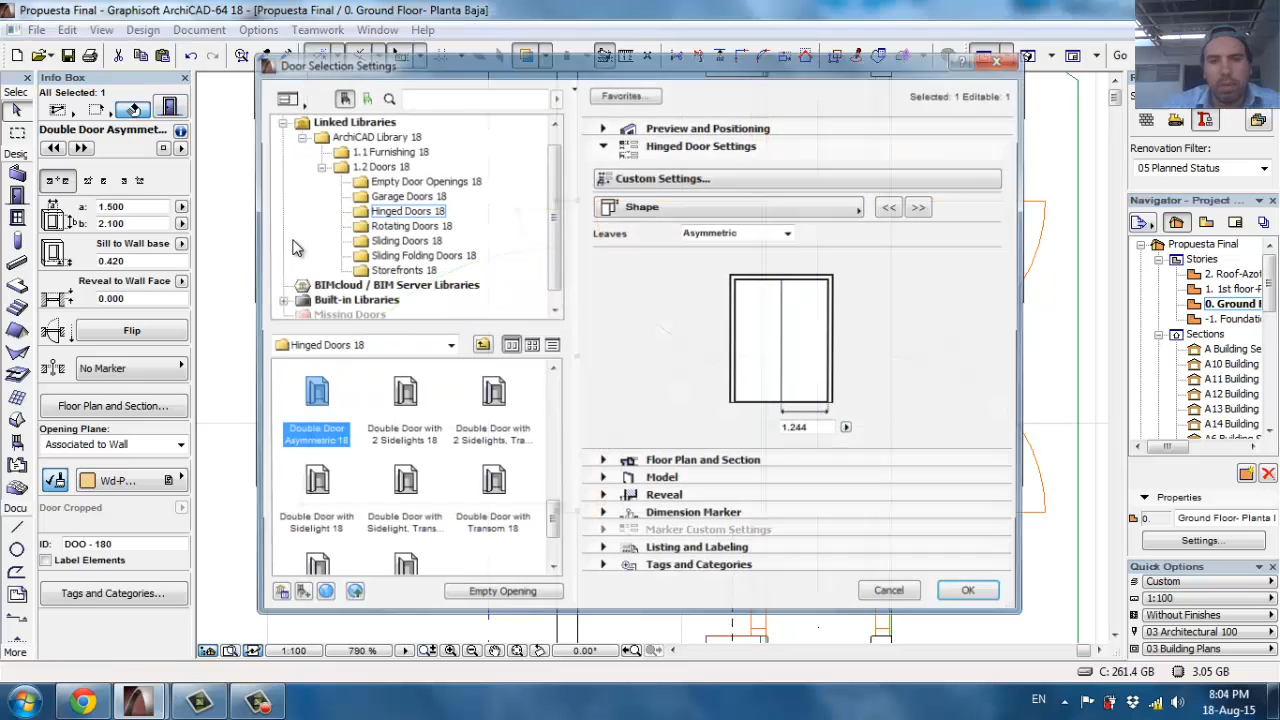 Propuesta Final - Graphisoft ArchiCAD-64 18 - [Propuesta Final / 0. Ground Floor- Planta Baja]
File Edit View Design Document Options Teamwork Window Help
Go
Info Box
All Selected: 1
Double Door Asymmet...
a: 1.500
b: 2.100
Sill to Wall base
0.420
Reveal to Wall Face
0.000
Flip
No Marker
Floor Plan and Section...
Opening Plane:
Associated to Wall
Wd-P...
Door Cropped
ID: DOO - 180
Label Elements
Tags and Categories...
Selec
Desig
Docu
More
Door Selection Settings
Linked Libraries
ArchiCAD Library 18
1.1 Furnishing 18
1.2 Doors 18
Empty Door Openings 18
Garage Doors 18
Hinged Doors 18
Rotating Doors 18
Sliding Doors 18
Sliding Folding Doors 18
Storefronts 18
BIMcloud / BIM Server Libraries
Built-in Libraries
Missing Doors
Hinged Doors 18
Double Door Asymmetric 18
Double Door with 2 Sidelights 18
Double Door with 2 Sidelights, Tra...
Double Door with Sidelight 18
Double Door with Sidelight, Trans...
Double Door with Transom 18
Empty Opening
Favorites...
Selected: 1 Editable: 1
Preview and Positioning
Hinged Door Settings
Custom Settings...
Shape
<< >>
Leaves Asymmetric
1.244
Floor Plan and Section
Model
Reveal
Dimension Marker
Marker Custom Settings
Listing and Labeling
Tags and Categories
Cancel OK
Renovation Filter:
05 Planned Status
Navigator - Project ...
Propuesta Final
Stories
2. Roof-Azot
1. 1st floor-F
0. Ground F
-1. Foundatio
Sections
A Building Se
A10 Building
A11 Building
A12 Building
A13 Building
A14 Building
Properties
0. Ground Floor- Planta B
Settings...
Quick Options
Custom
1:100
Without Finishes
03 Architectural 100
03 Building Plans
1:100 790 % 0.00°
C: 261.4 GB 3.05 GB
EN
8:04 PM
18-Aug-15